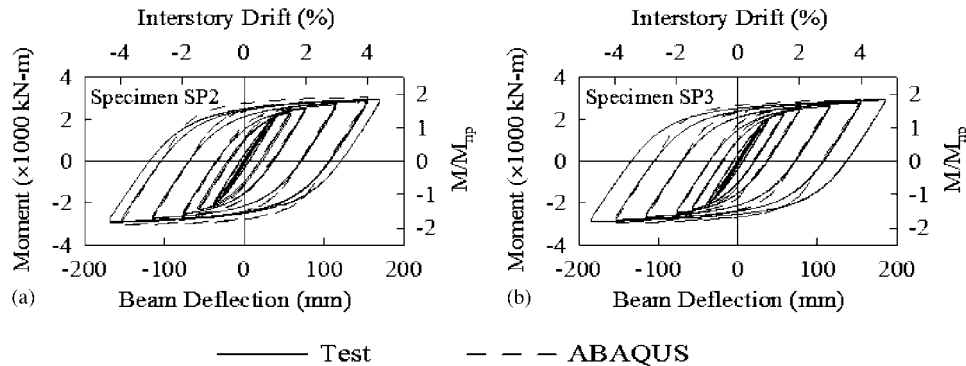 Interstory Drift (%)
-4 -2 0 2 4
Moment (×1000 kN-m)
4
2
0
-2
-4
Specimen SP2
2
1
0
-1
-2
M/Mnp
-200 -100 0 100 200
(a)
Beam Deflection (mm)
Interstory Drift (%)
-4 -2 0 2 4
Moment (×1000 kN-m)
4
2
0
-2
-4
Specimen SP3
2
1
0
-1
-2
M/Mnp
-200 -100 0 100 200
(b)
Beam Deflection (mm)
Test
ABAQUS